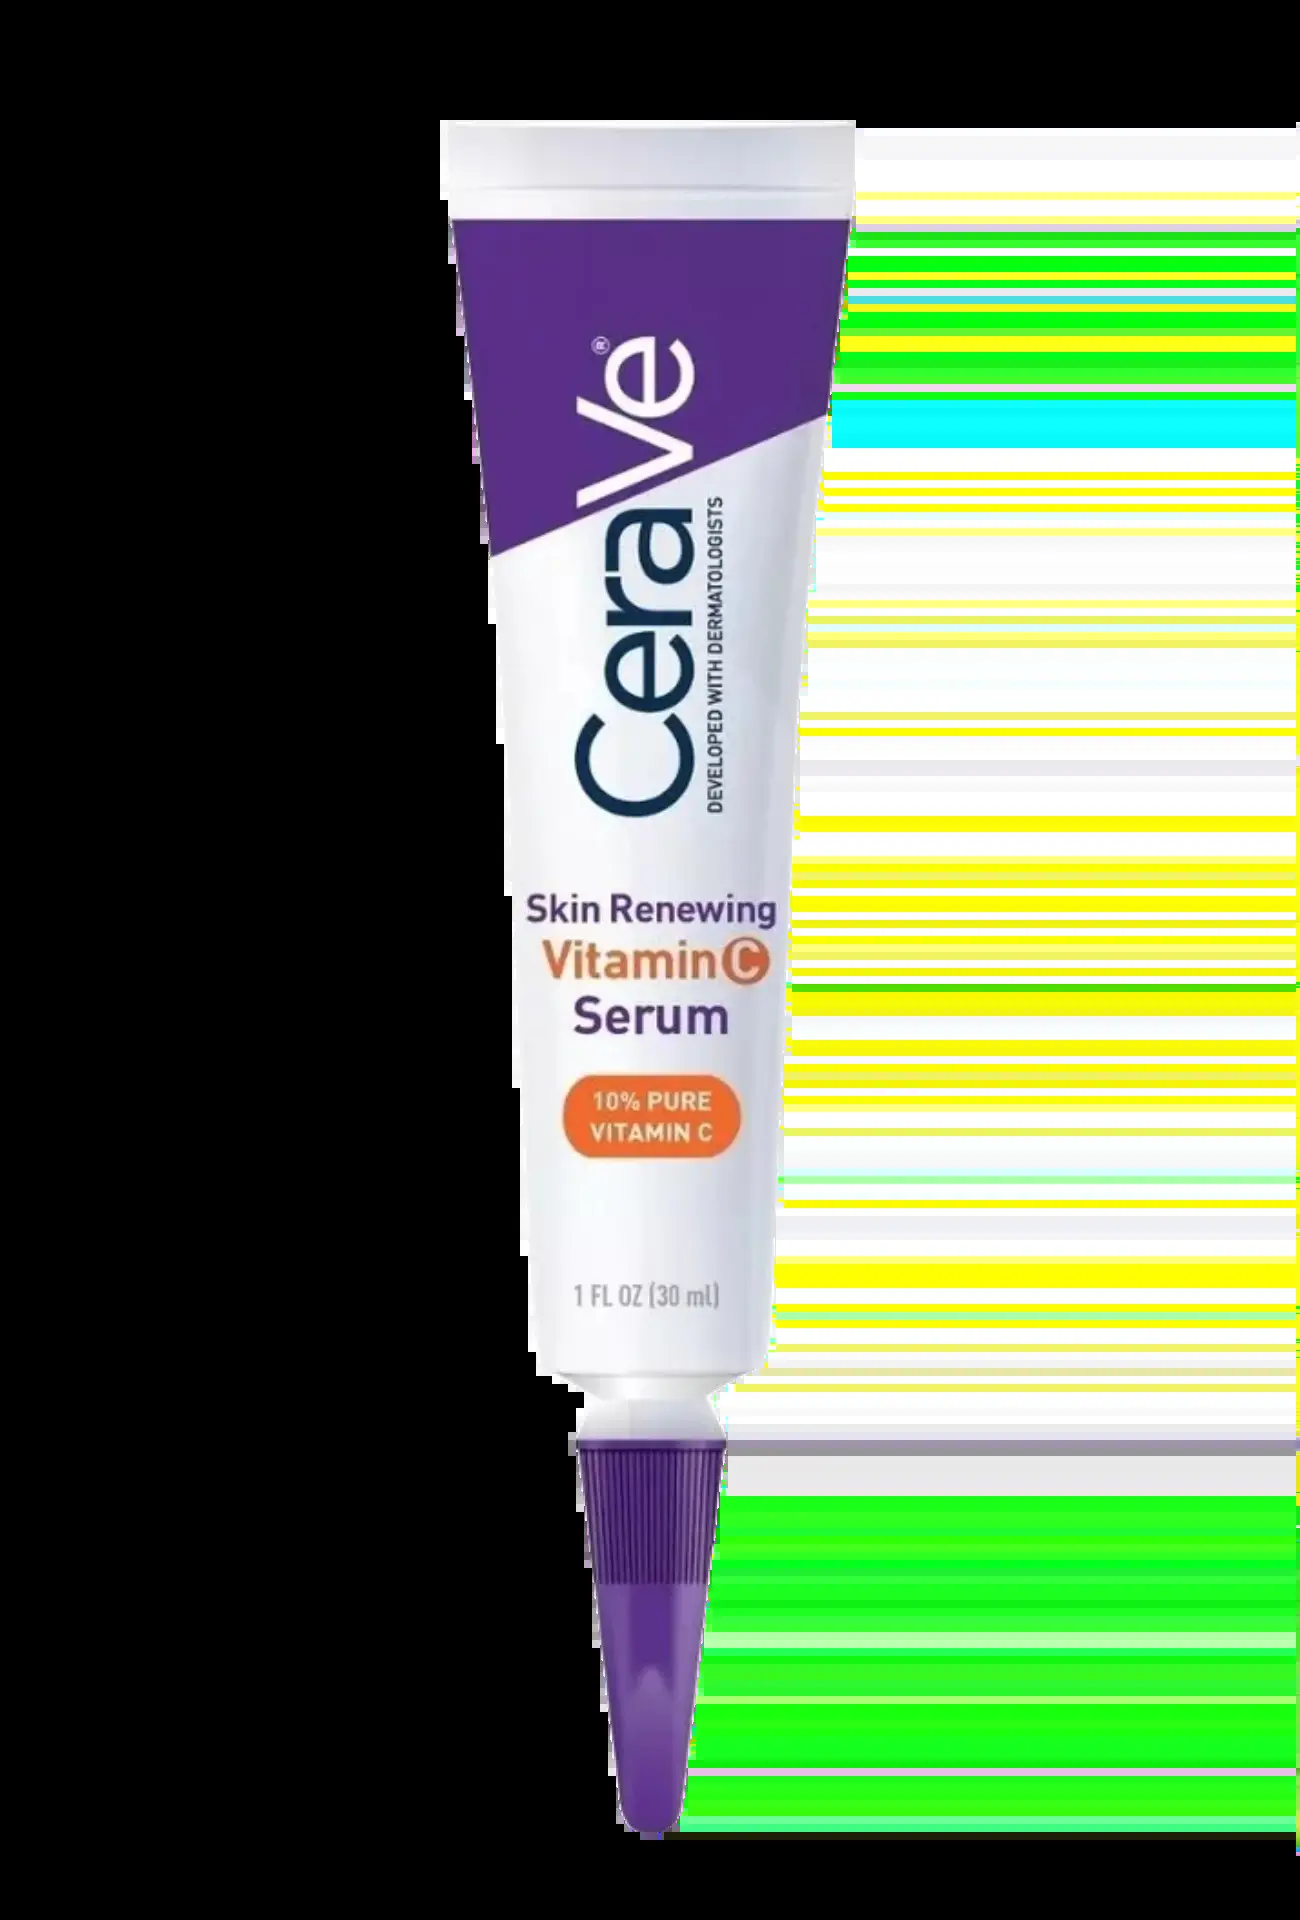 CeraVe®
DEVELOPED WITH DERMATOLOGISTS
Skin Renewing
Vitamin C
Serum
10% PURE
VITAMIN C
1 FL OZ (30 ml)